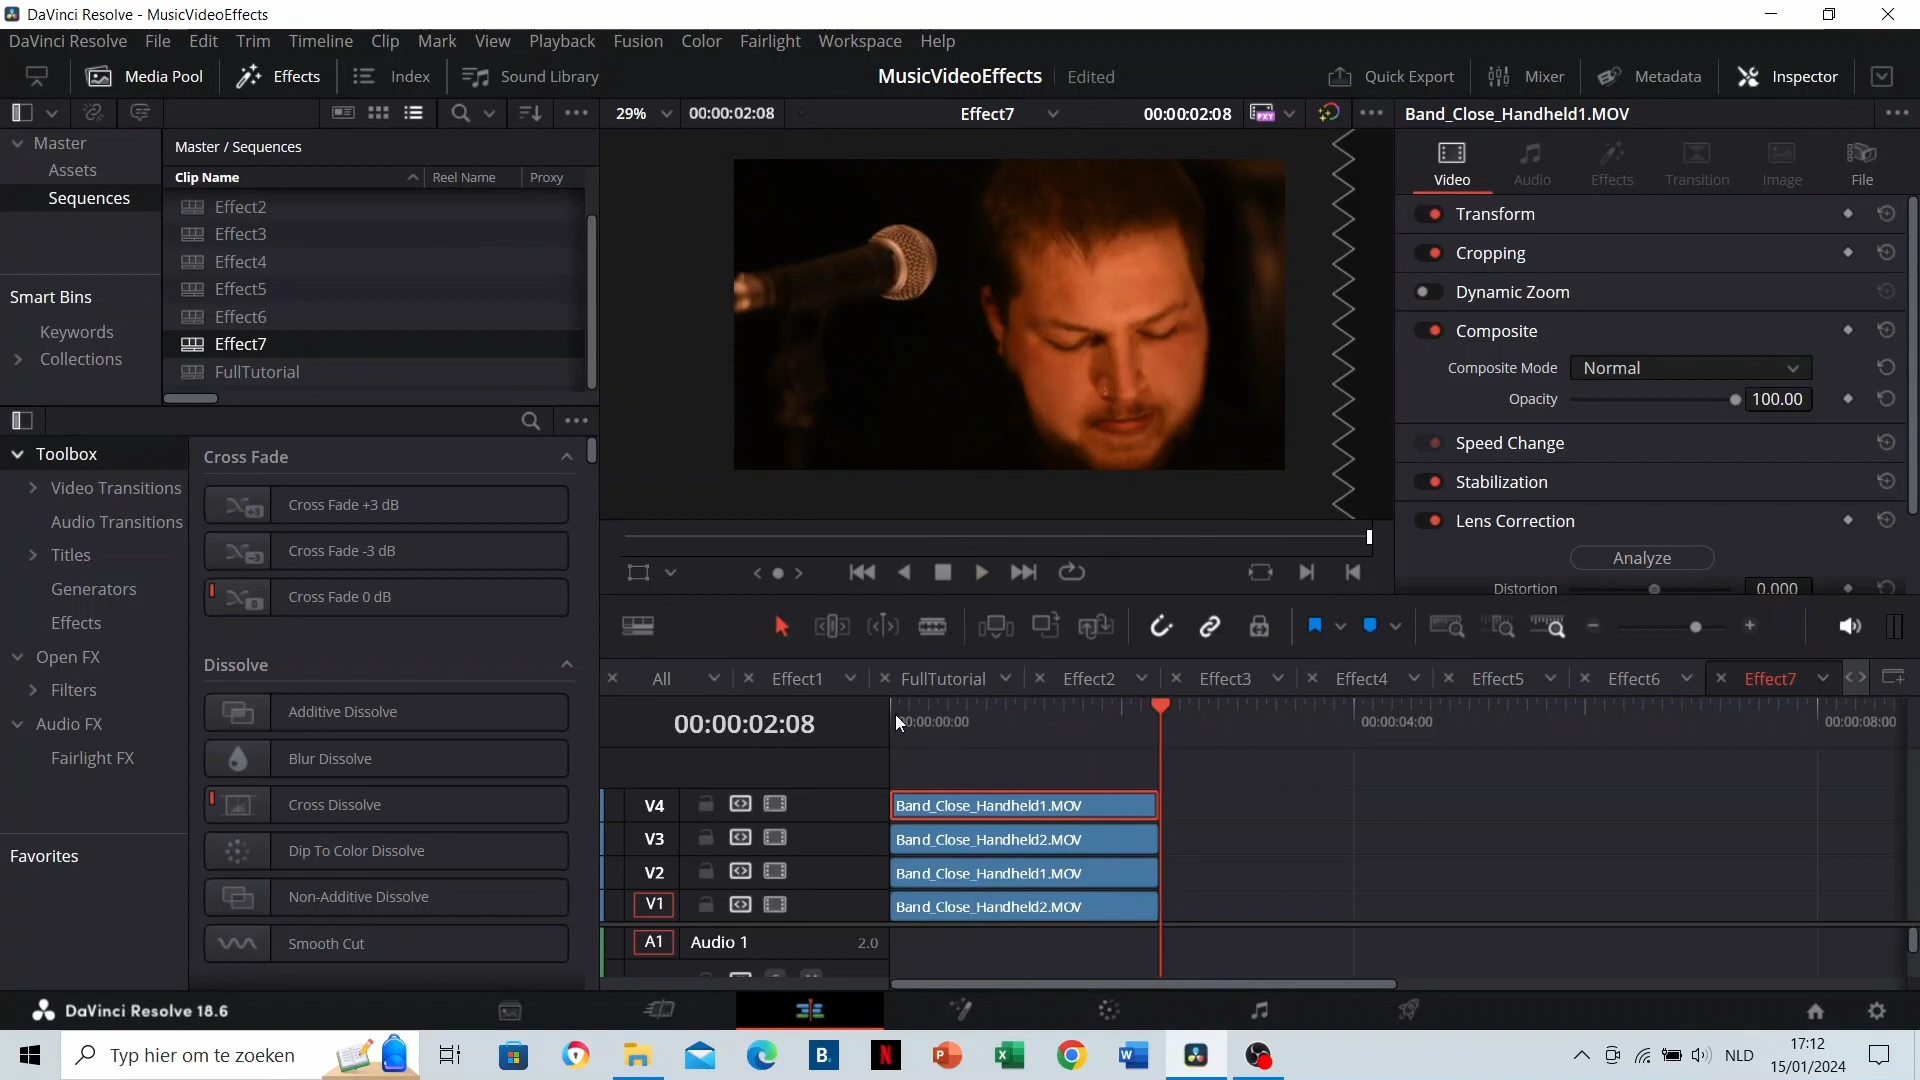 DaVinci Resolve - MusicVideoEffects
DaVinci Resolve File Edit Trim Timeline Clip Mark View Playback Fusion Color Fairlight Workspace Help
Media Pool Effects Index Sound Library MusicVideoEffects Edited Quick Export Mixer Metadata Inspector
29% 00:00:02:08 Effect7 00:00:02:08 PXY Band_Close_Handheld1.MOV
Master
Assets
Sequences
Master / Sequences
Clip Name Reel Name Proxy
Effect2
Effect3
Effect4
Effect5
Effect6
Effect7
FullTutorial
Smart Bins
Keywords
Collections
Video Audio Effects Transition Image File
Transform
Cropping
Dynamic Zoom
Composite
Composite Mode Normal
Opacity 100.00
Speed Change
Stabilization
Lens Correction
Analyze
Distortion 0.000
Toolbox
Video Transitions
Audio Transitions
Titles
Generators
Effects
Open FX
Filters
Audio FX
Fairlight FX
Favorites
Cross Fade
+3 Cross Fade +3 dB
-3 Cross Fade -3 dB
0 Cross Fade 0 dB
Dissolve
Additive Dissolve
Blur Dissolve
Cross Dissolve
Dip To Color Dissolve
Non-Additive Dissolve
Smooth Cut
All Effect1 FullTutorial Effect2 Effect3 Effect4 Effect5 Effect6 Effect7
00:00:02:08 00:00:00 00:00:04:00 00:00:08:00
V4 Band_Close_Handheld1.MOV
V3 Band_Close_Handheld2.MOV
V2 Band_Close_Handheld1.MOV
V1 Band_Close_Handheld2.MOV
A1 Audio 1 2.0
DaVinci Resolve 18.6
Typ hier om te zoeken B. N P X W NLD 17:12
15/01/2024